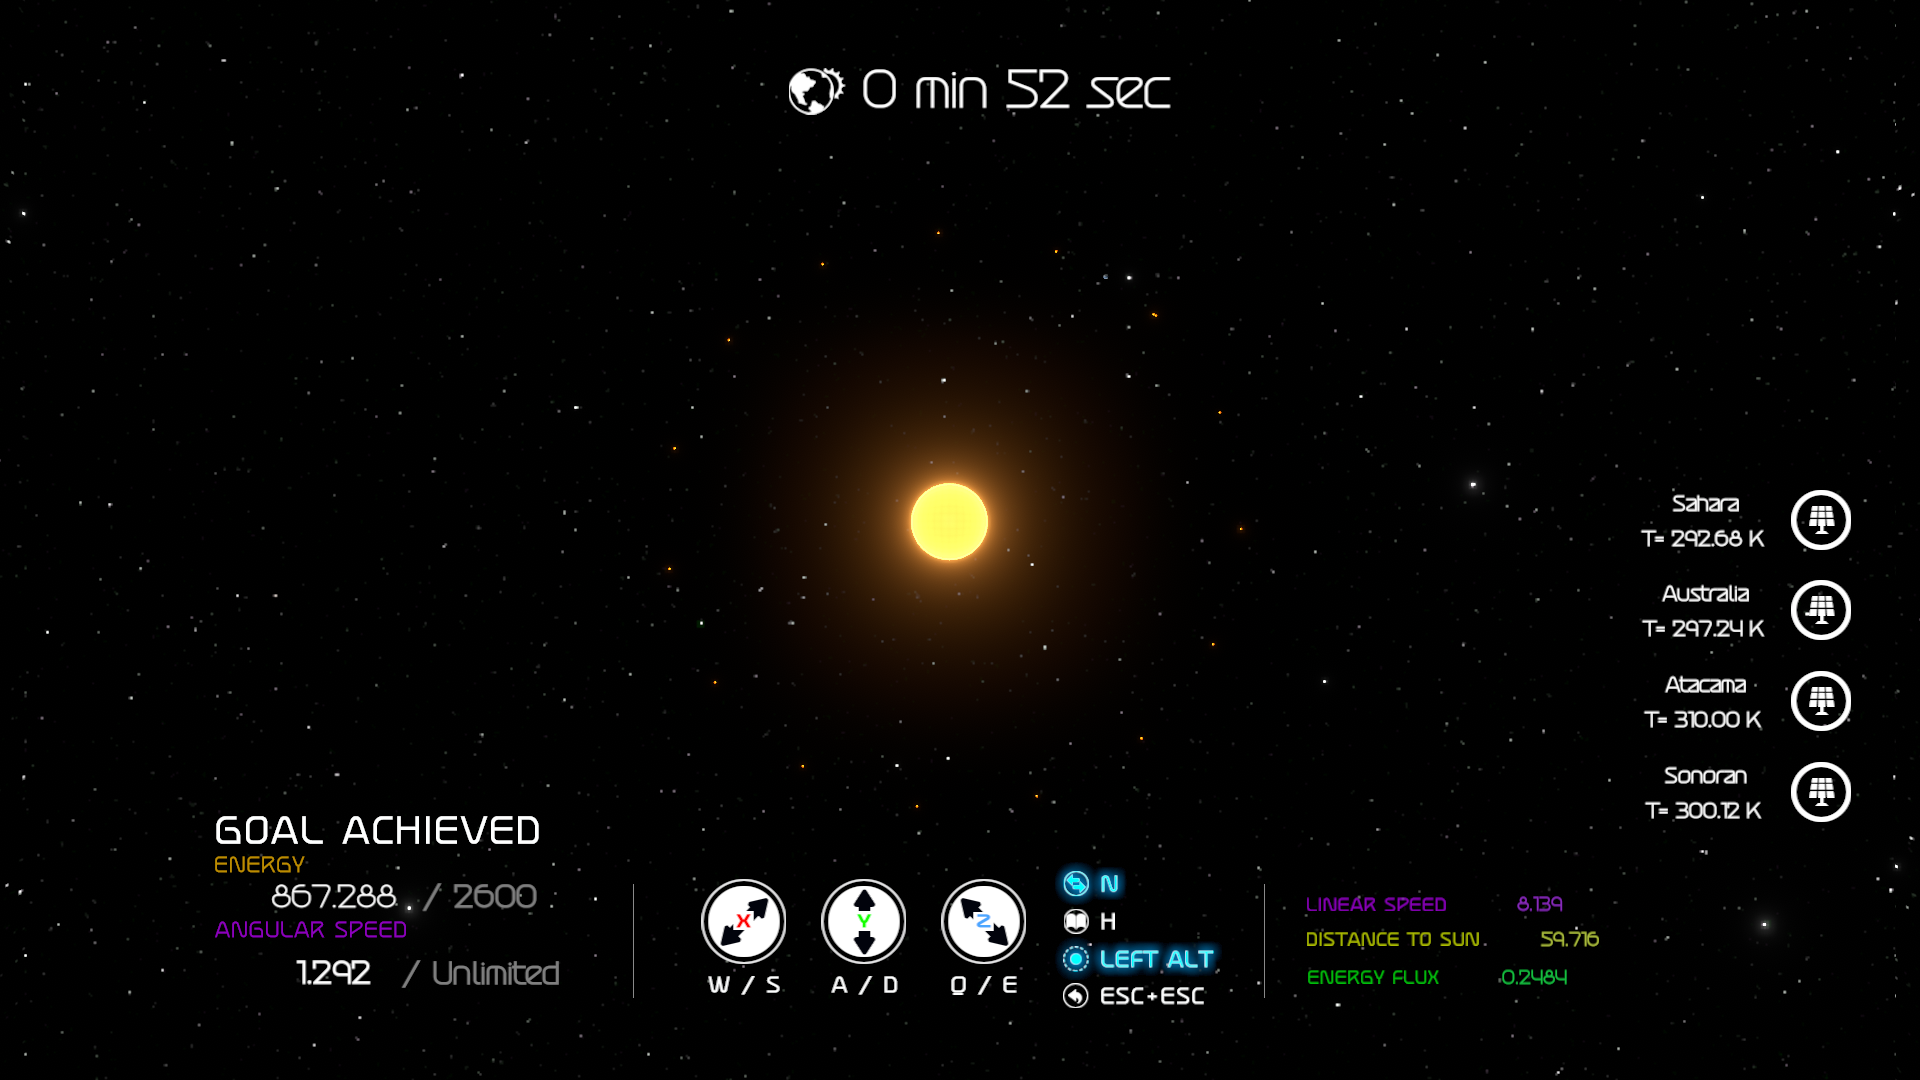 0 min 52 sec
Sahara
T= 292.68 K
Australia
T= 297.24 K
Atacama
T= 310.00 K
Sonoran
T= 300.12 K
GOAL ACHIEVED
ENERGY
867.288 / 2600
ANGULAR SPEED
1.292 / Unlimited
X
Y
Z
W / S
A / D
Q / E
N
H
LEFT ALT
ESC+ESC
LINEAR SPEED 8.139
DISTANCE TO SUN 59.716
ENERGY FLUX -0.2484